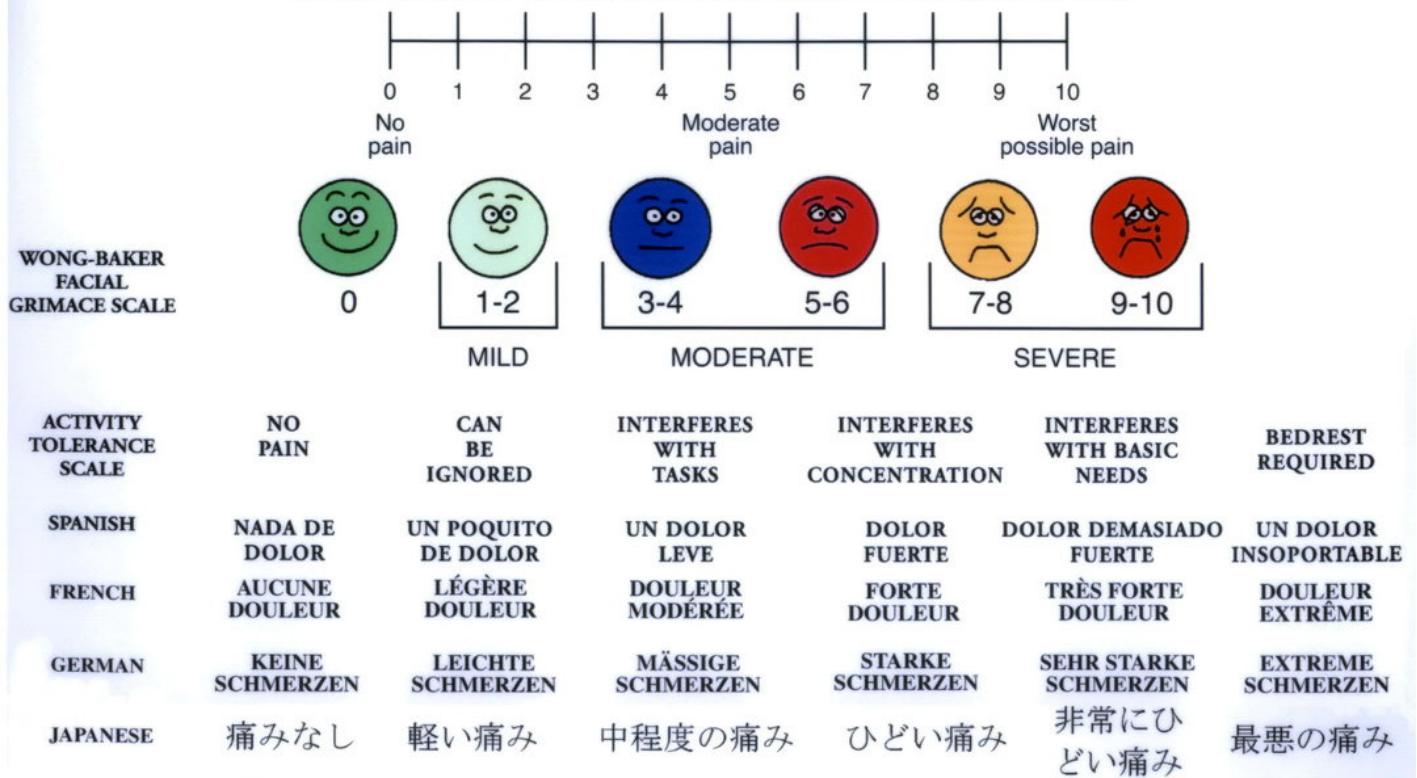 0 1 2 3 4 5 6 7 8 9 10
No pain
Moderate pain
Worst possible pain
WONG-BAKER
FACIAL
GRIMACE SCALE
0
1-2
3-4
5-6
7-8
9-10
MILD
MODERATE
SEVERE
ACTIVITY
TOLERANCE
SCALE
NO
PAIN
CAN
BE
IGNORED
INTERFERES
WITH
TASKS
INTERFERES
WITH
CONCENTRATION
INTERFERES
WITH BASIC
NEEDS
BEDREST
REQUIRED
SPANISH
NADA DE
DOLOR
UN POQUITO
DE DOLOR
UN DOLOR
LEVE
DOLOR
FUERTE
DOLOR DEMASIADO
FUERTE
UN DOLOR
INSOPORTABLE
FRENCH
AUCUNE
DOULEUR
LÉGÈRE
DOULEUR
DOULEUR
MODÉRÉE
FORTE
DOULEUR
TRÈS FORTE
DOULEUR
DOULEUR
EXTRÊME
GERMAN
KEINE
SCHMERZEN
LEICHTE
SCHMERZEN
MÄSSIGE
SCHMERZEN
STARKE
SCHMERZEN
SEHR STARKE
SCHMERZEN
EXTREME
SCHMERZEN
JAPANESE
痛みなし
軽い痛み
中程度の痛み
ひどい痛み
非常にひ
どい痛み
最悪の痛み